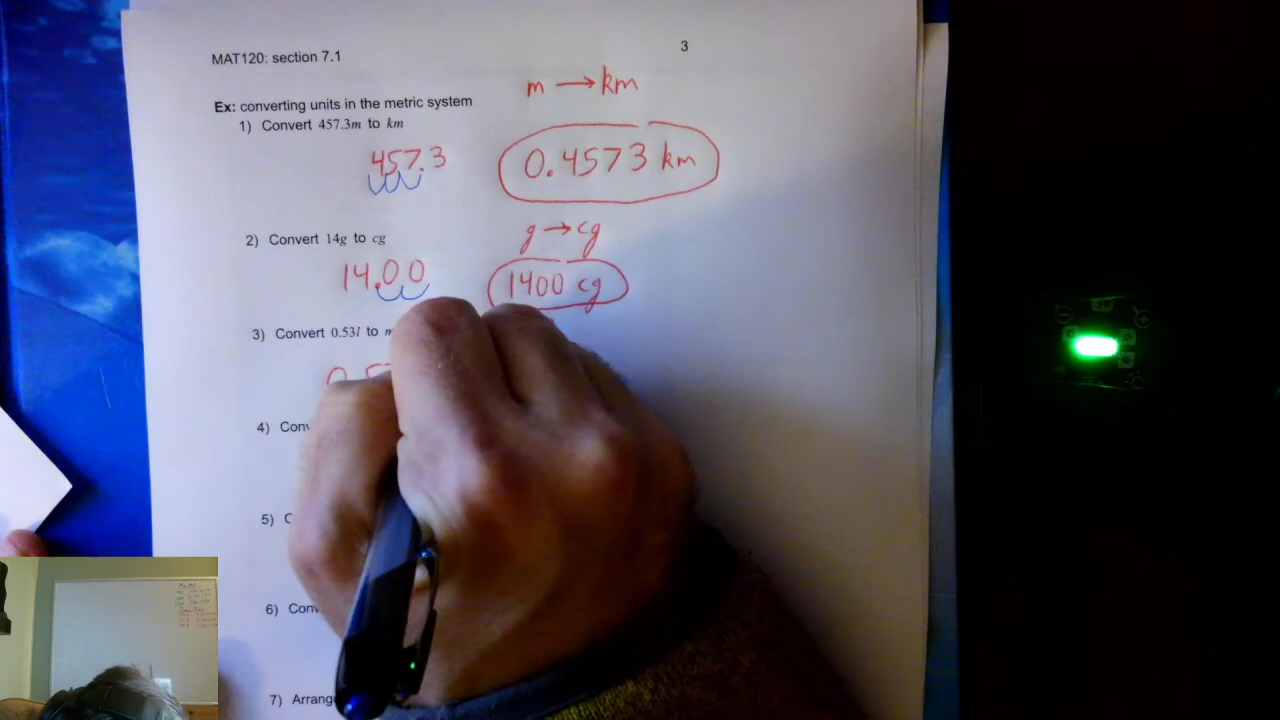 MAT120: section 7.1
3
Ex: converting units in the metric system
m → km
1) Convert 457.3m to km
457.3
0.4573 km
2) Convert 14g to cg
g → cg
14.00
1400 cg
3) Convert 0.53l to
0.5
4)
5)
6)
7)